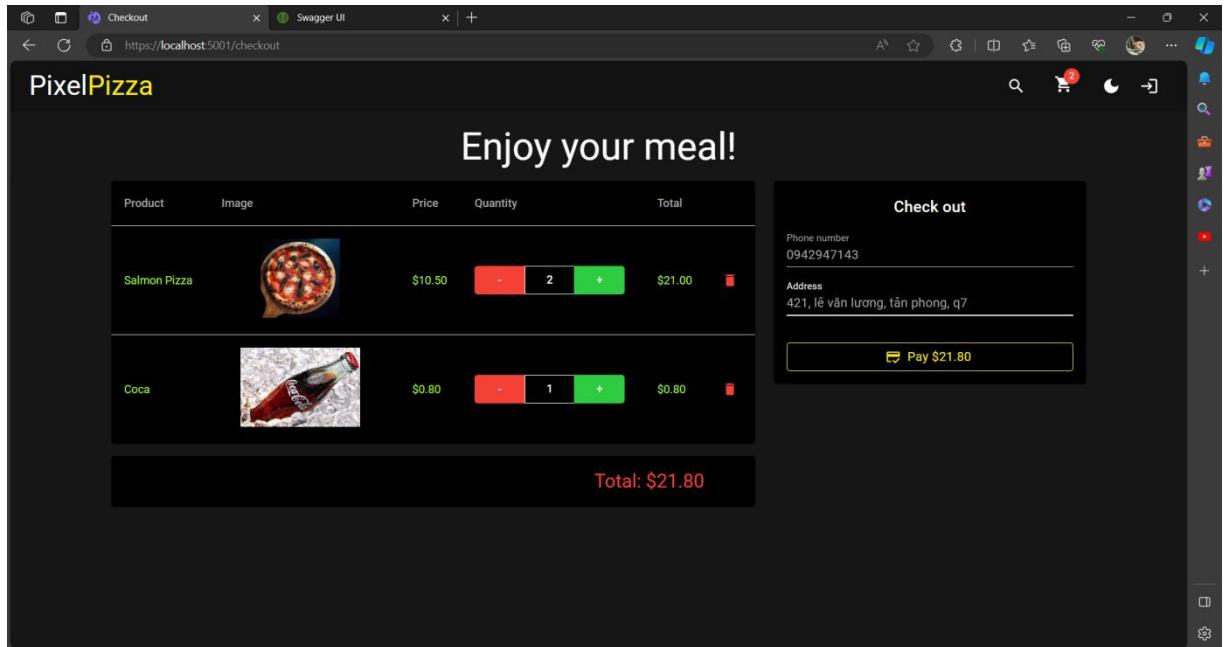 Checkout
Swagger UI
https://localhost:5001/checkout
PixelPizza
2
Enjoy your meal!
Product Image Price Quantity Total
Salmon Pizza $10.50 - 2 + $21.00
Coca $0.80 - 1 + $0.80
Total: $21.80
Check out
Phone number
0942947143
Address
421, lê văn lương, tân phong, q7
Pay $21.80
Coca-Cola